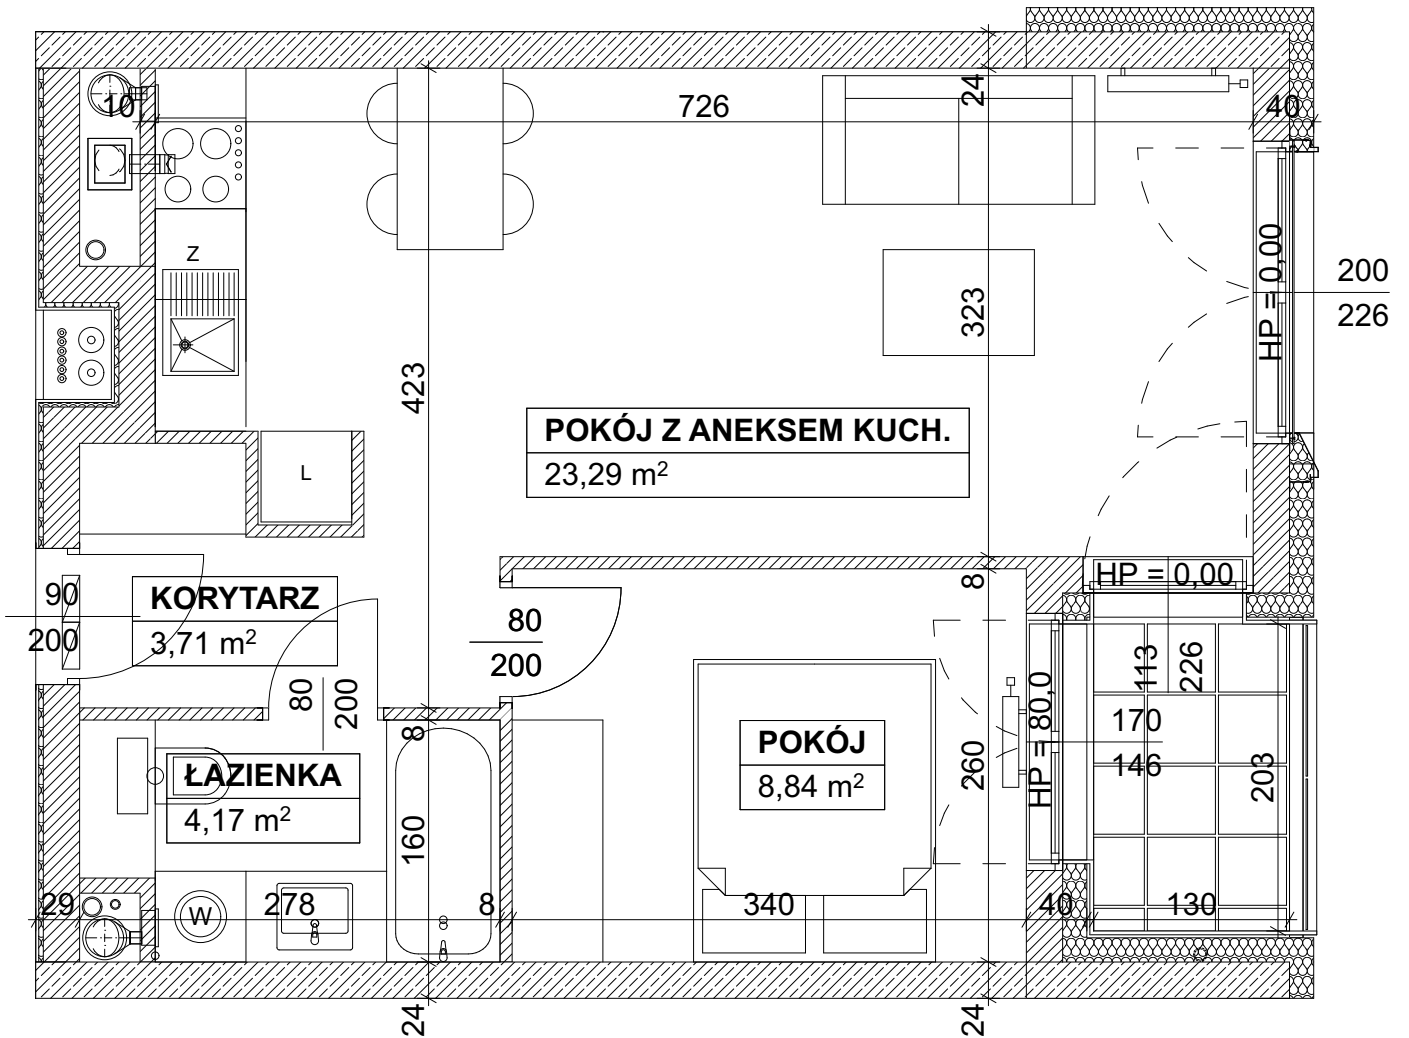 24
10
726
40
Z
323
HP = 0,00
200
226
423
POKÓJ Z ANEKSEM KUCH.
23,29 m²
L
8
HP = 0,00
90
200
KORYTARZ
3,71 m²
80
200
80
200
113
226
HP = 80,0
170
146
8
POKÓJ
8,84 m²
260
203
ŁAZIENKA
4,17 m²
160
29
W
278
8
340
40
130
24
24